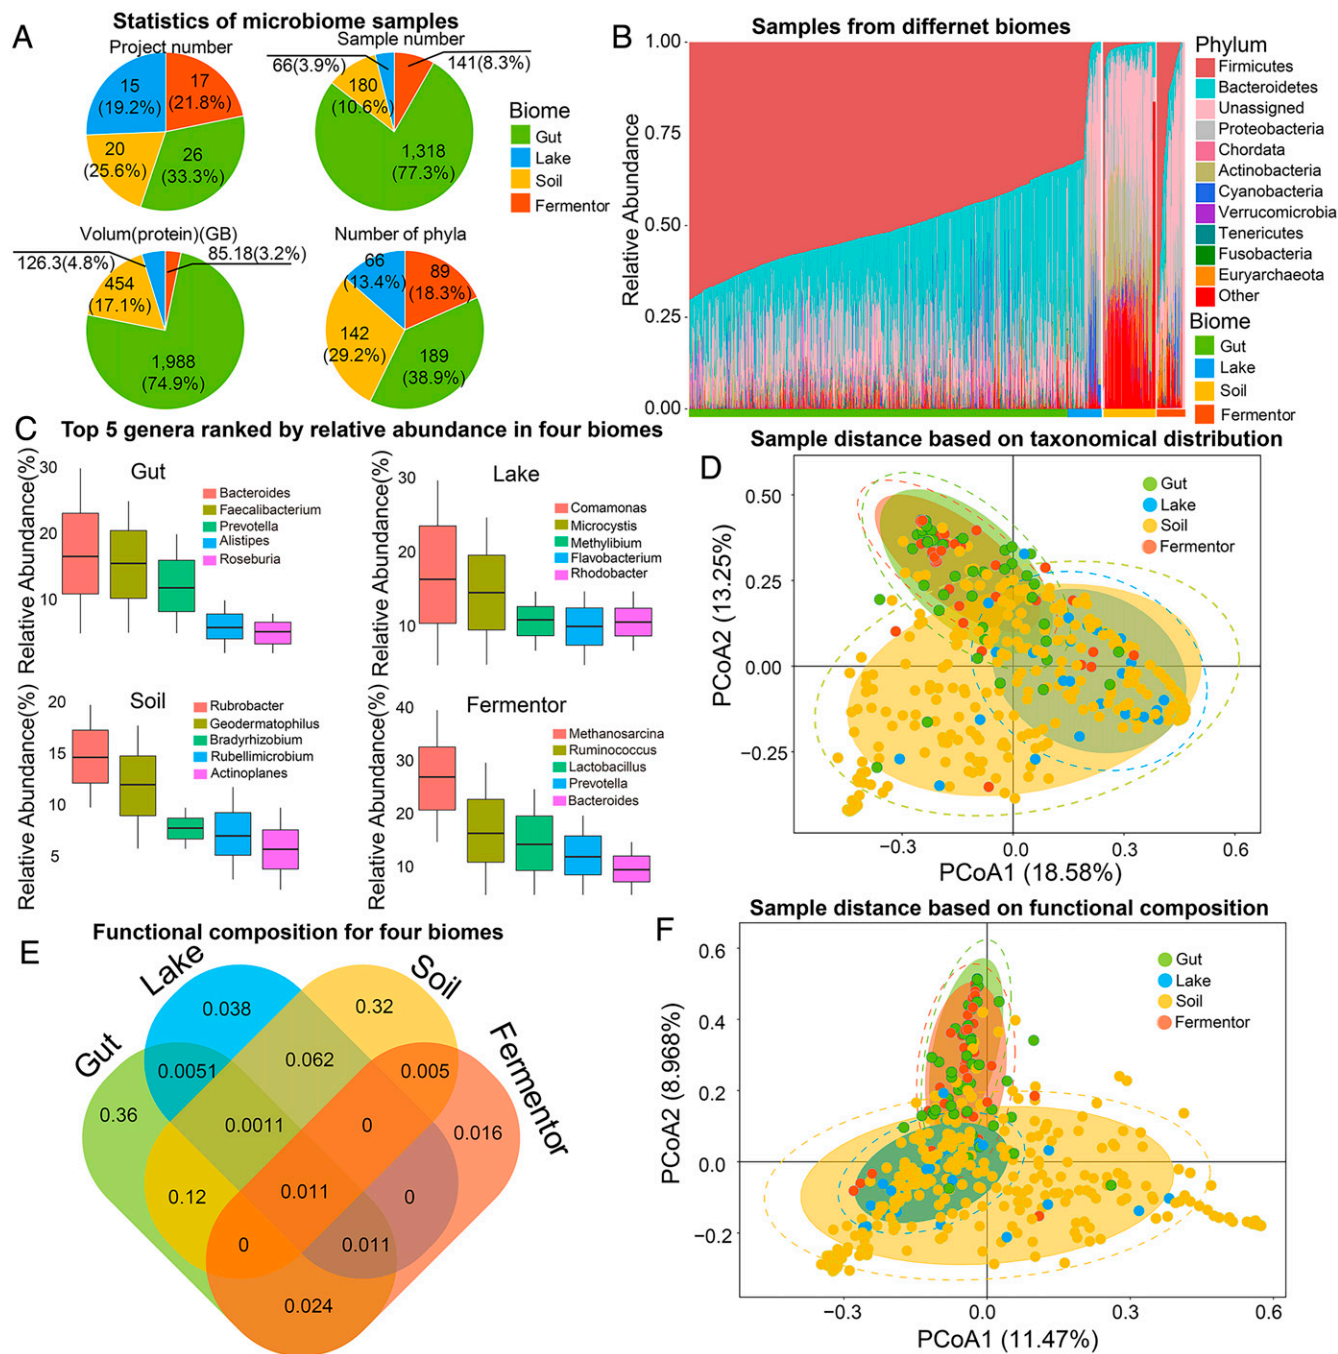 A
Statistics of microbiome samples
Project number
15
(19.2%)
17
(21.8%)
20
(25.6%)
26
(33.3%)
Sample number
66(3.9%)
141(8.3%)
180
(10.6%)
1,318
(77.3%)
Biome
Gut
Lake
Soil
Fermentor
Volum(protein)(GB)
126.3(4.8%)
85.18(3.2%)
454
(17.1%)
1,988
(74.9%)
Number of phyla
66
(13.4%)
89
(18.3%)
142
(29.2%)
189
(38.9%)
B
Samples from differnet biomes
Relative Abundance
1.00
0.75
0.50
0.25
0.00
Phylum
Firmicutes
Bacteroidetes
Unassigned
Proteobacteria
Chordata
Actinobacteria
Cyanobacteria
Verrucomicrobia
Tenericutes
Fusobacteria
Euryarchaeota
Other
Biome
Gut
Lake
Soil
Fermentor
C
Top 5 genera ranked by relative abundance in four biomes
Gut
Relative Abundance(%)
30
20
10
Bacteroides
Faecalibacterium
Prevotella
Alistipes
Roseburia
Lake
Relative Abundance(%)
30
20
10
Comamonas
Microcystis
Methylibium
Flavobacterium
Rhodobacter
Soil
Relative Abundance(%)
20
15
10
5
Rubrobacter
Geodermatophilus
Bradyrhizobium
Rubellimicrobium
Actinoplanes
Fermentor
Relative Abundance(%)
40
30
20
10
Methanosarcina
Ruminococcus
Lactobacillus
Prevotella
Bacteroides
D
Sample distance based on taxonomical distribution
PCoA2 (13.25%)
0.50
0.25
0.00
−0.25
Gut
Lake
Soil
Fermentor
−0.3
0.0
0.3
0.6
PCoA1 (18.58%)
E
Functional composition for four biomes
Gut
Lake
Soil
Fermentor
0.038
0.32
0.0051
0.062
0.005
0.36
0.0011
0
0.016
0.12
0.011
0
0
0.011
0.024
F
Sample distance based on functional composition
PCoA2 (8.968%)
0.6
0.4
0.2
0.0
−0.2
Gut
Lake
Soil
Fermentor
−0.3
0.0
0.3
0.6
PCoA1 (11.47%)